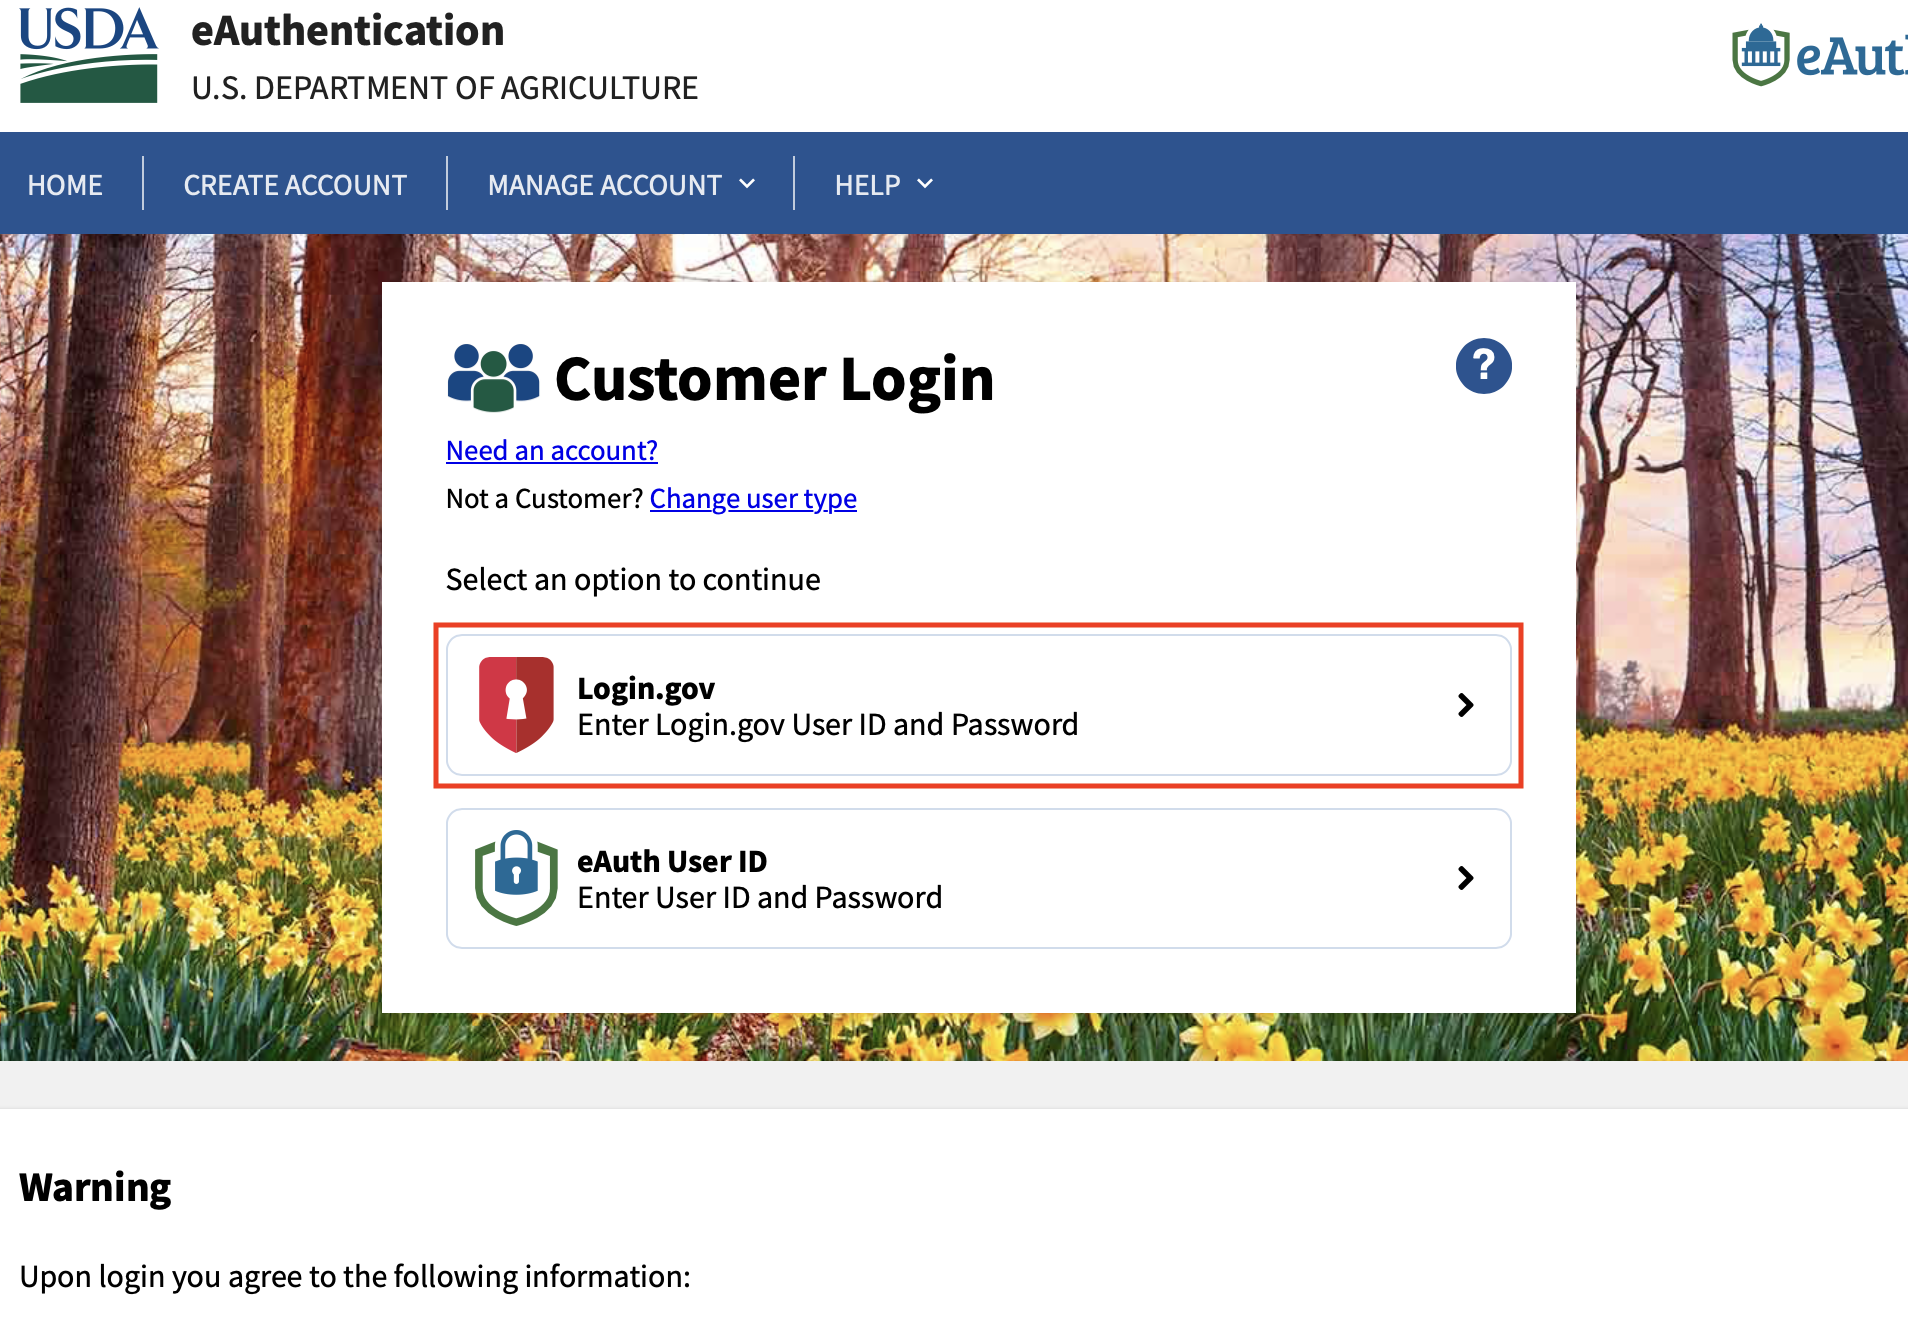 USDA
eAuthentication
U.S. DEPARTMENT OF AGRICULTURE
eAut
HOME
CREATE ACCOUNT
MANAGE ACCOUNT
HELP
Customer Login
?
Need an account?
Not a Customer? Change user type
Select an option to continue
Login.gov
Enter Login.gov User ID and Password
eAuth User ID
Enter User ID and Password
Warning
Upon login you agree to the following information: